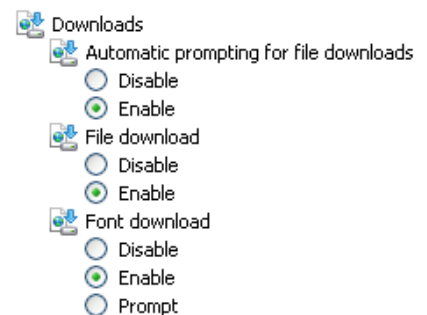 Downloads
Automatic prompting for file downloads
Disable
Enable
File download
Disable
Enable
Font download
Disable
Enable
Prompt